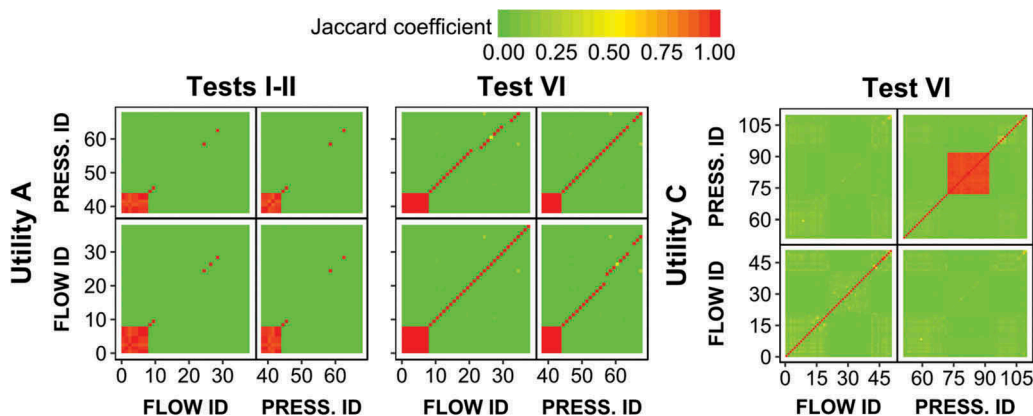 Jaccard coefficient
0.00 0.25 0.50 0.75 1.00
Tests I-II
Test VI
Test VI
Utility A
PRESS. ID
60
50
40
FLOW ID
30
20
10
0
0 10 20 30
40 50 60
0 10 20 30
40 50 60
FLOW ID
PRESS. ID
FLOW ID
PRESS. ID
Utility C
PRESS. ID
105
90
75
60
FLOW ID
45
30
15
0
0 15 30 45
60 75 90 105
FLOW ID
PRESS. ID